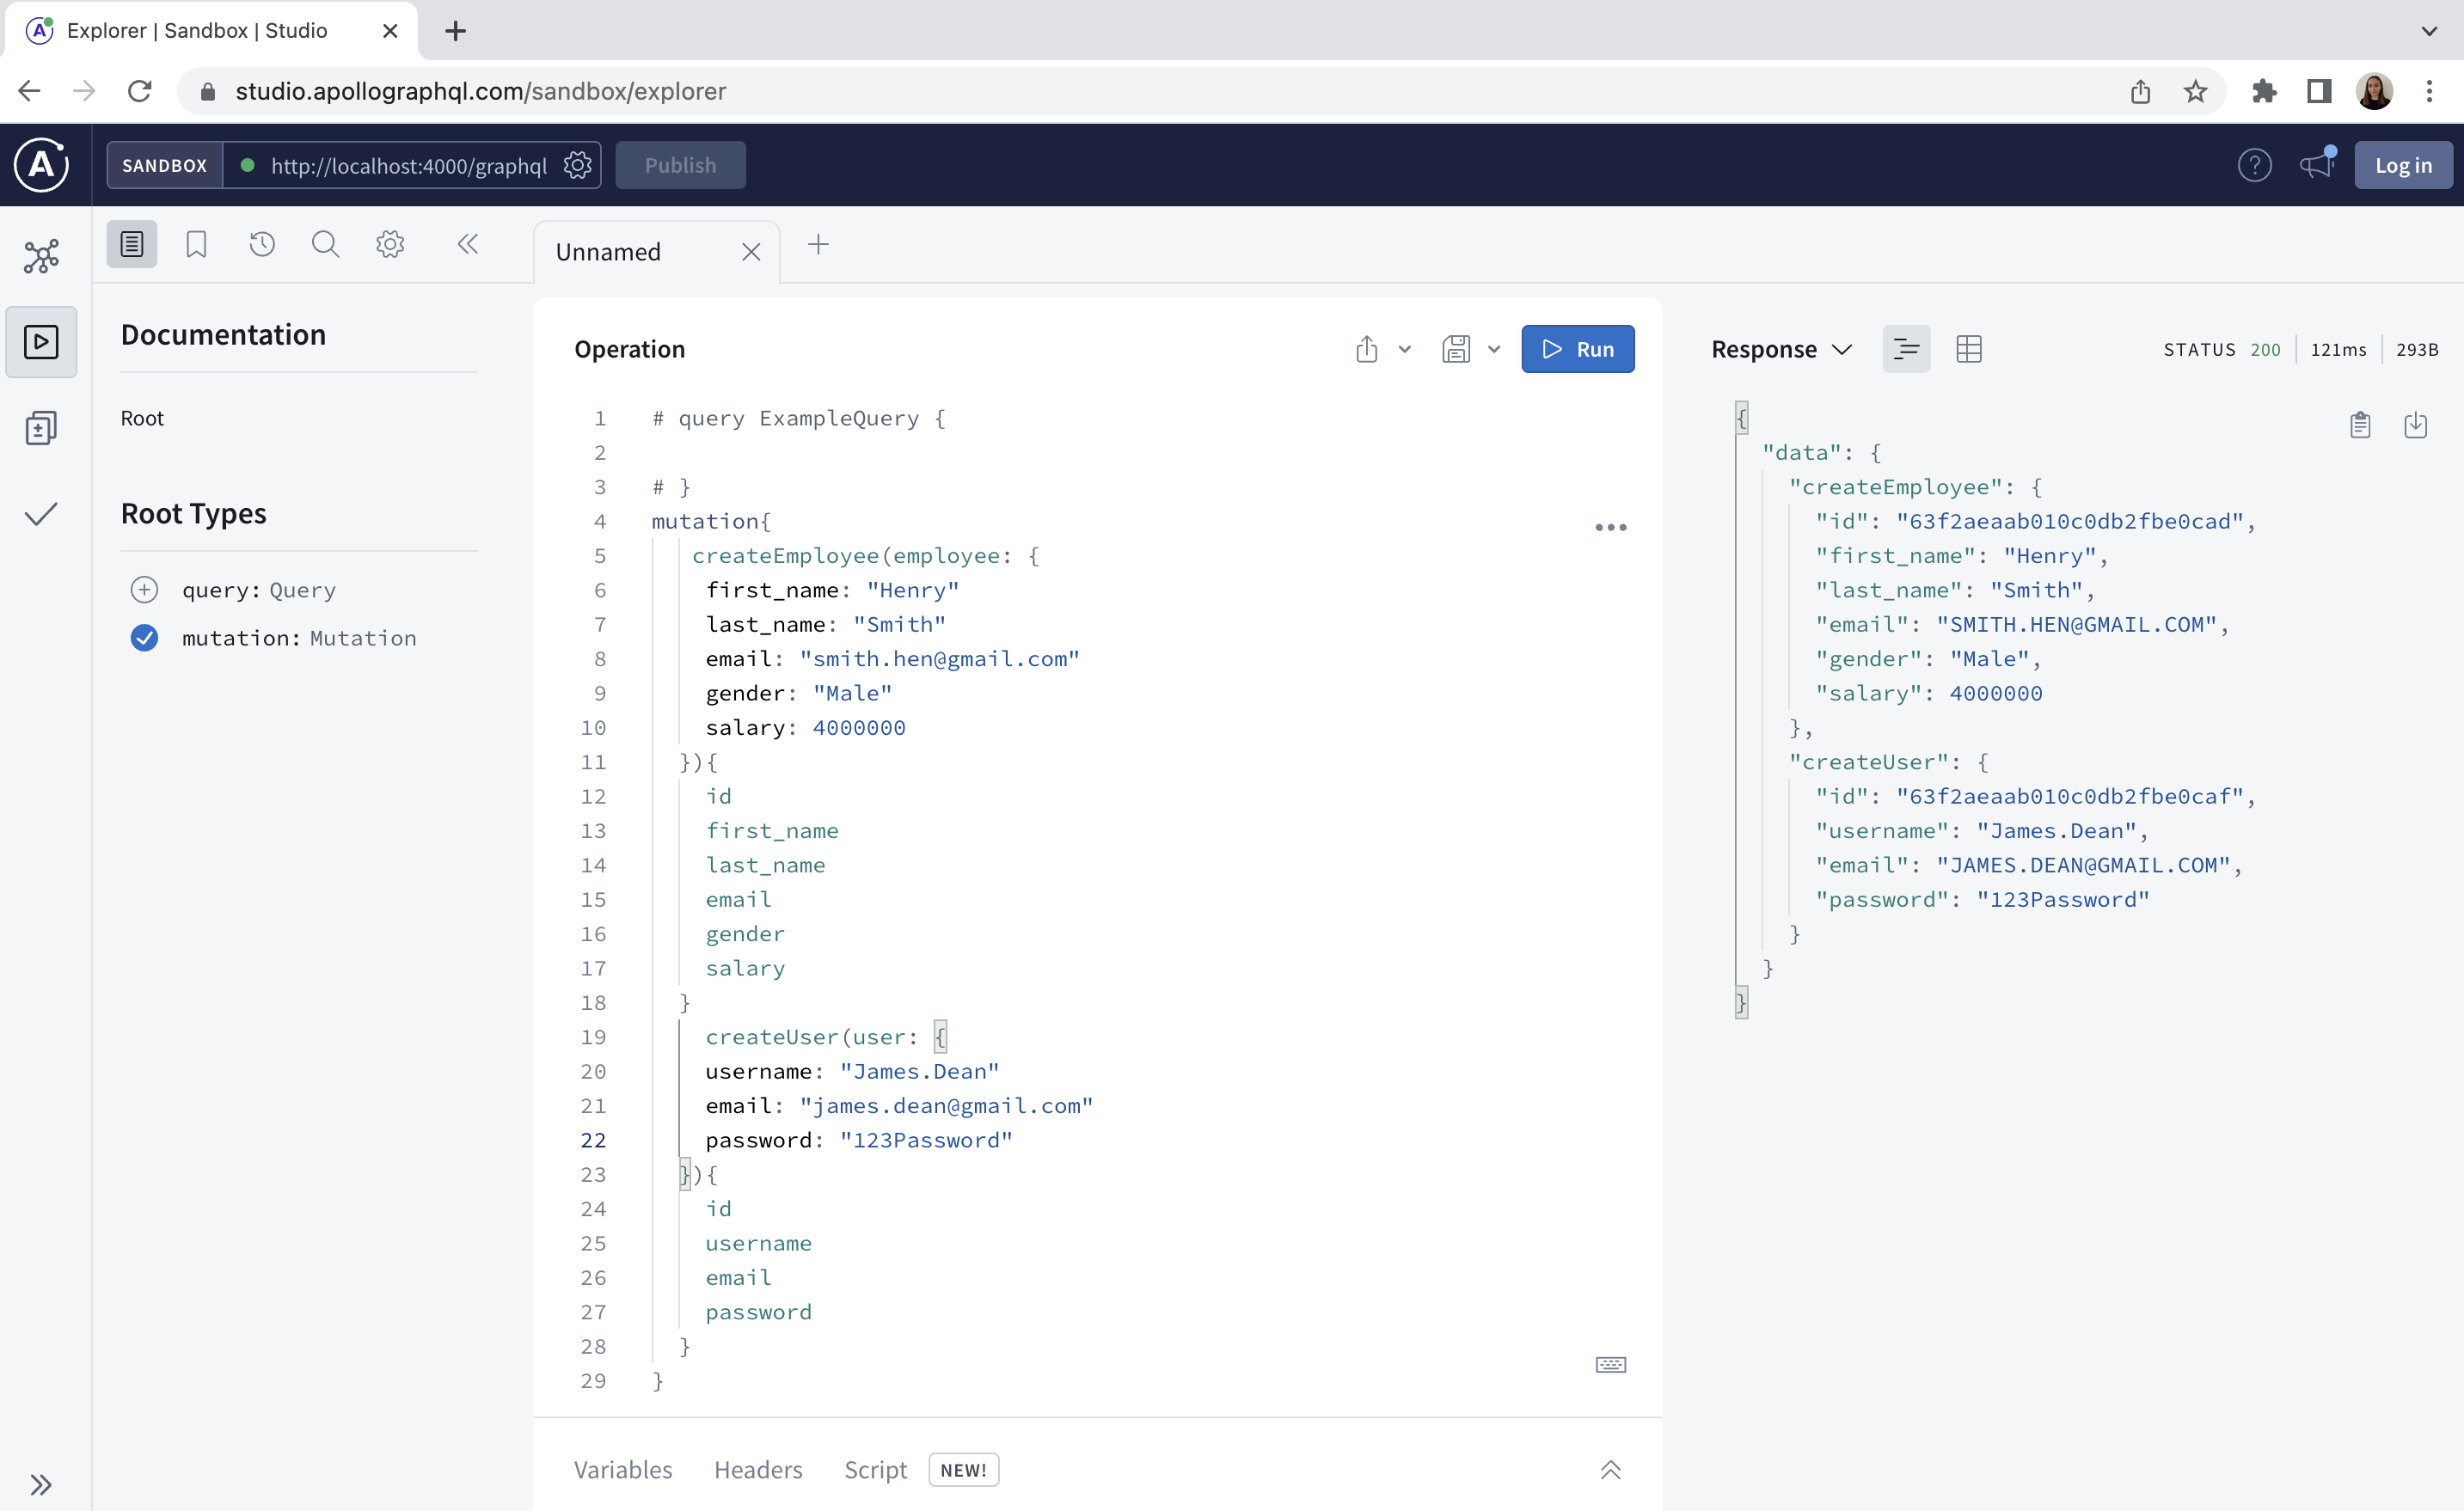 Explorer | Sandbox | Studio
studio.apollographql.com/sandbox/explorer
SANDBOX http://localhost:4000/graphql Publish Log in
Unnamed
Documentation
Root
Root Types
query: Query
mutation: Mutation
Operation Run
1 # query ExampleQuery {
2
3 # }
4 mutation{
5 createEmployee(employee: {
6 first_name: "Henry"
7 last_name: "Smith"
8 email: "smith.hen@gmail.com"
9 gender: "Male"
10 salary: 4000000
11 }){
12 id
13 first_name
14 last_name
15 email
16 gender
17 salary
18 }
19 createUser(user: {
20 username: "James.Dean"
21 email: "james.dean@gmail.com"
22 password: "123Password"
23 }){
24 id
25 username
26 email
27 password
28 }
29 }
Variables Headers Script NEW!
Response STATUS 200 121ms 293B
{
"data": {
"createEmployee": {
"id": "63f2aeaab010c0db2fbe0cad",
"first_name": "Henry",
"last_name": "Smith",
"email": "SMITH.HEN@GMAIL.COM",
"gender": "Male",
"salary": 4000000
},
"createUser": {
"id": "63f2aeaab010c0db2fbe0caf",
"username": "James.Dean",
"email": "JAMES.DEAN@GMAIL.COM",
"password": "123Password"
}
}
}